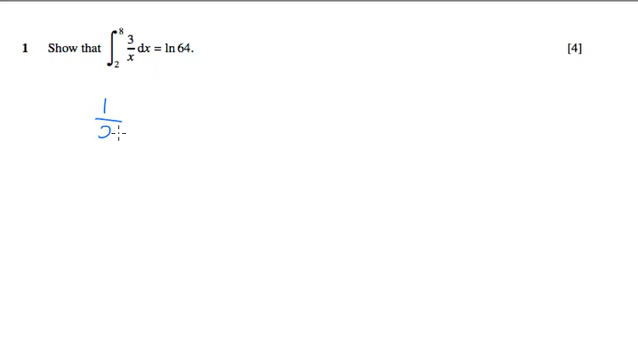 1 Show that ∫₂⁸ 3/x dx = ln 64. [4]
1